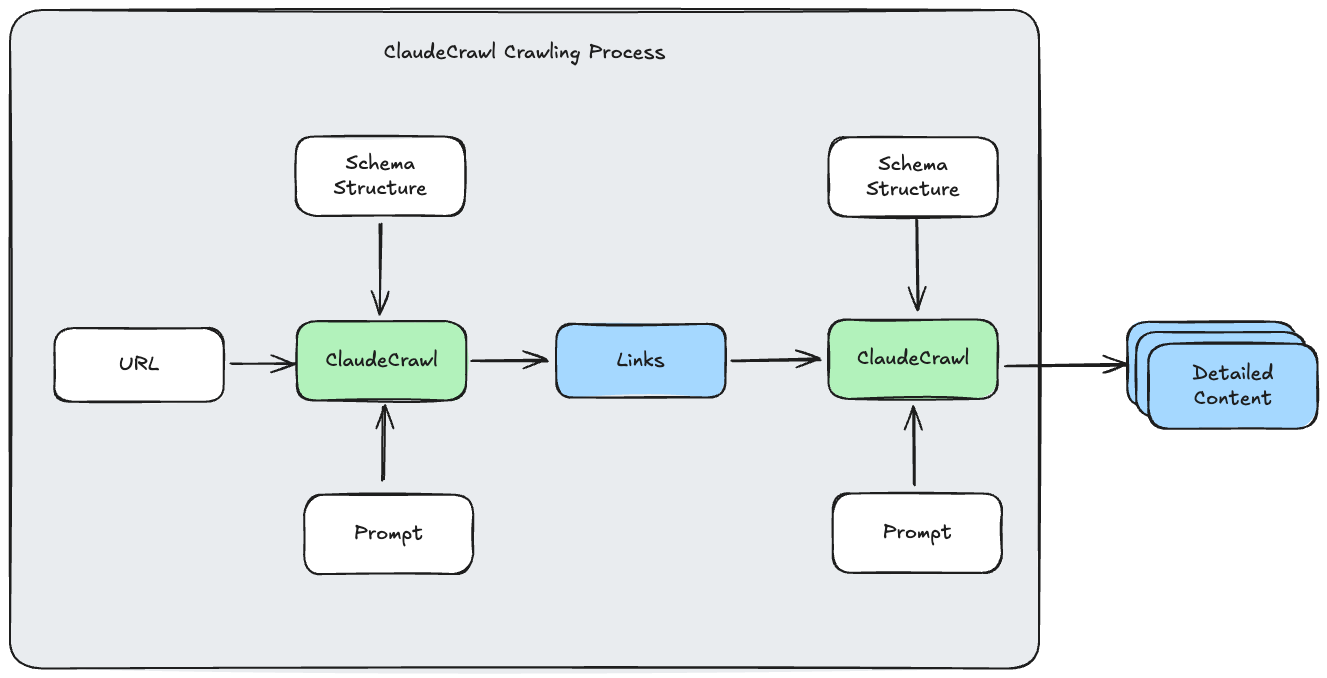 ClaudeCrawl Crawling Process
Schema
Structure
Schema
Structure
URL
ClaudeCrawl
Links
ClaudeCrawl
Detailed
Content
Prompt
Prompt